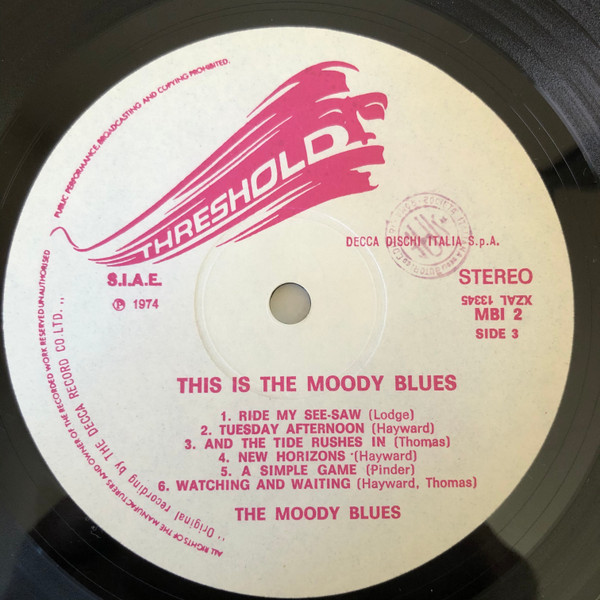 PUBLIC PERFORMANCE, BROADCASTING AND COPYING PROHIBITED.
THRESHOLD
DECCA DISCHI ITALIA S.p.A.
S.I.A.E.
℗ 1974
STEREO
XZAL 13345
MBI 2
SIDE 3
THIS IS THE MOODY BLUES
1. RIDE MY SEE-SAW (Lodge)
2. TUESDAY AFTERNOON (Hayward)
3. AND THE TIDE RUSHES IN (Thomas)
4. NEW HORIZONS (Hayward)
5. A SIMPLE GAME (Pinder)
6. WATCHING AND WAITING (Hayward, Thomas)
THE MOODY BLUES
,, Original recording by THE DECCA RECORD CO. LTD. ,,
ALL RIGHTS OF THE MANUFACTURERS AND OWNER OF THE RECORDED WORK RESERVED UNAUTHORISED